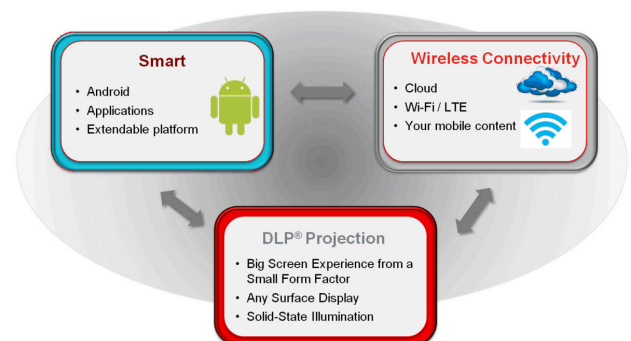 Smart
• Android
• Applications
• Extendable platform
Wireless Connectivity
• Cloud
• Wi-Fi / LTE
• Your mobile content
DLP® Projection
• Big Screen Experience from a
Small Form Factor
• Any Surface Display
• Solid-State Illumination